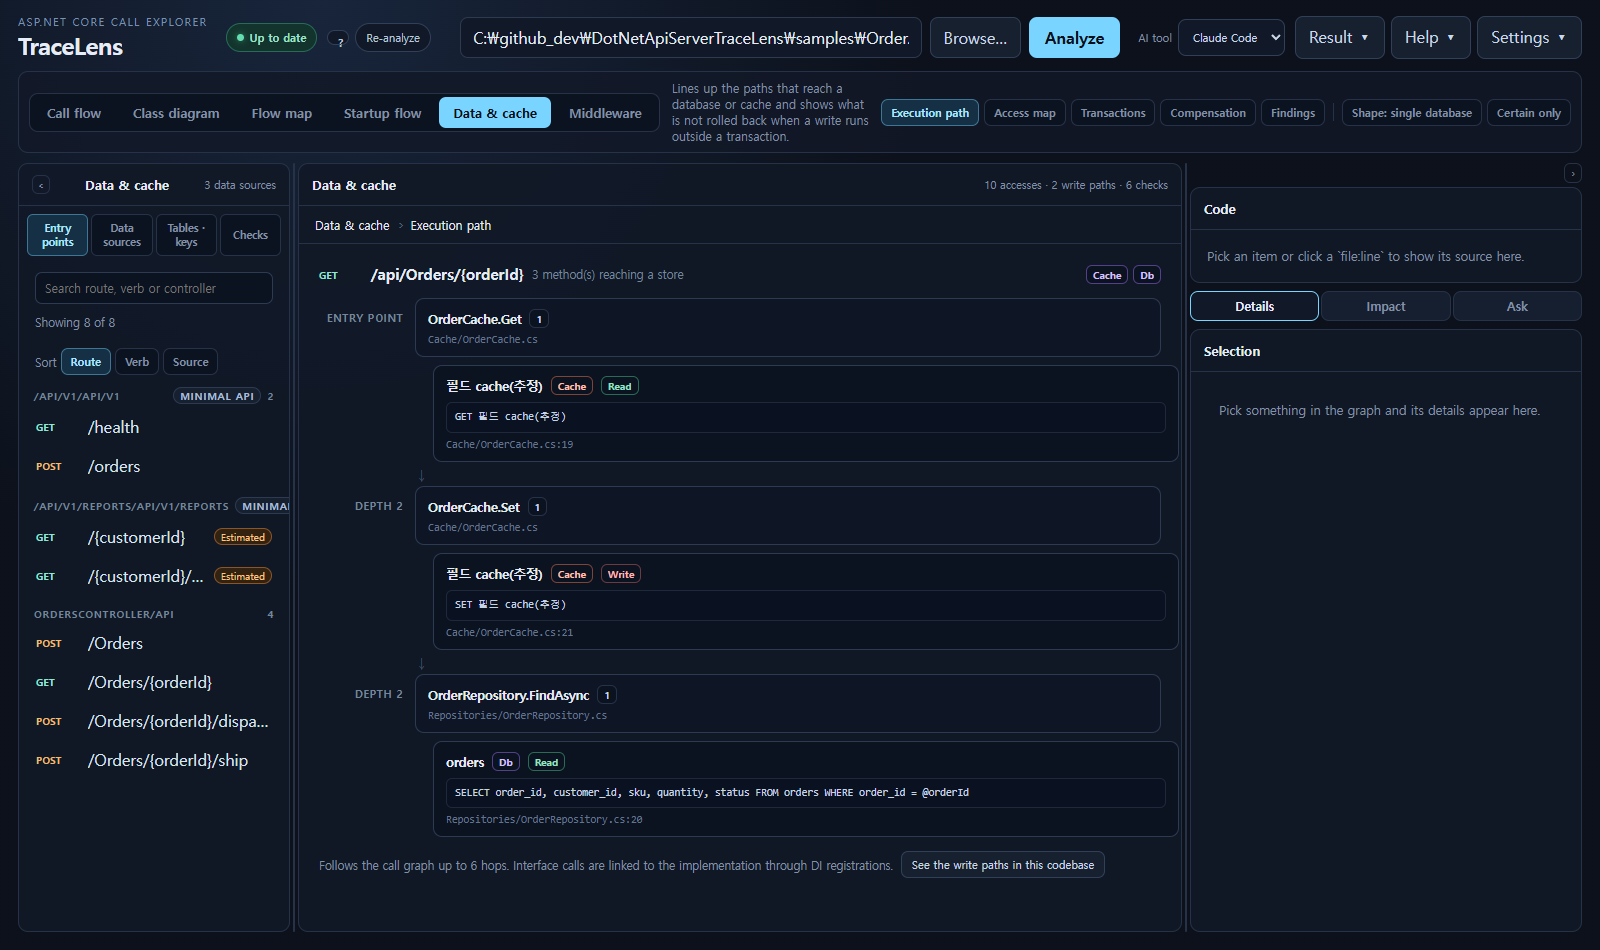 ASP.NET CORE CALL EXPLORER
TraceLens
Up to date
?
Re-analyze
C:₩github_dev₩DotNetApiServerTraceLens₩samples₩Order.
Browse...
Analyze
AI tool
Claude Code
Result ▼
Help ▼
Settings ▼
Call flow
Class diagram
Flow map
Startup flow
Data & cache
Middleware
Lines up the paths that reach a
database or cache and shows what
is not rolled back when a write runs
outside a transaction.
Execution path
Access map
Transactions
Compensation
Findings
Shape: single database
Certain only
‹
Data & cache
3 data sources
Entry
points
Data
sources
Tables ·
keys
Checks
Search route, verb or controller
Showing 8 of 8
Sort
Route
Verb
Source
/API/V1/API/V1
MINIMAL API
2
GET
/health
POST
/orders
/API/V1/REPORTS/API/V1/REPORTS
MINIMA
GET
/{customerId}
Estimated
GET
/{customerId}/...
Estimated
ORDERSCONTROLLER/API
4
POST
/Orders
GET
/Orders/{orderId}
POST
/Orders/{orderId}/dispa...
POST
/Orders/{orderId}/ship
Data & cache
10 accesses · 2 write paths · 6 checks
Data & cache › Execution path
GET
/api/Orders/{orderId}
3 method(s) reaching a store
Cache
Db
ENTRY POINT
OrderCache.Get
1
Cache/OrderCache.cs
필드 cache(추정)
Cache
Read
GET 필드 cache(추정)
Cache/OrderCache.cs:19
↓
DEPTH 2
OrderCache.Set
1
Cache/OrderCache.cs
필드 cache(추정)
Cache
Write
SET 필드 cache(추정)
Cache/OrderCache.cs:21
↓
DEPTH 2
OrderRepository.FindAsync
1
Repositories/OrderRepository.cs
orders
Db
Read
SELECT order_id, customer_id, sku, quantity, status FROM orders WHERE order_id = @orderId
Repositories/OrderRepository.cs:20
Follows the call graph up to 6 hops. Interface calls are linked to the implementation through DI registrations.
See the write paths in this codebase
›
Code
Pick an item or click a `file:line` to show its source here.
Details
Impact
Ask
Selection
Pick something in the graph and its details appear here.